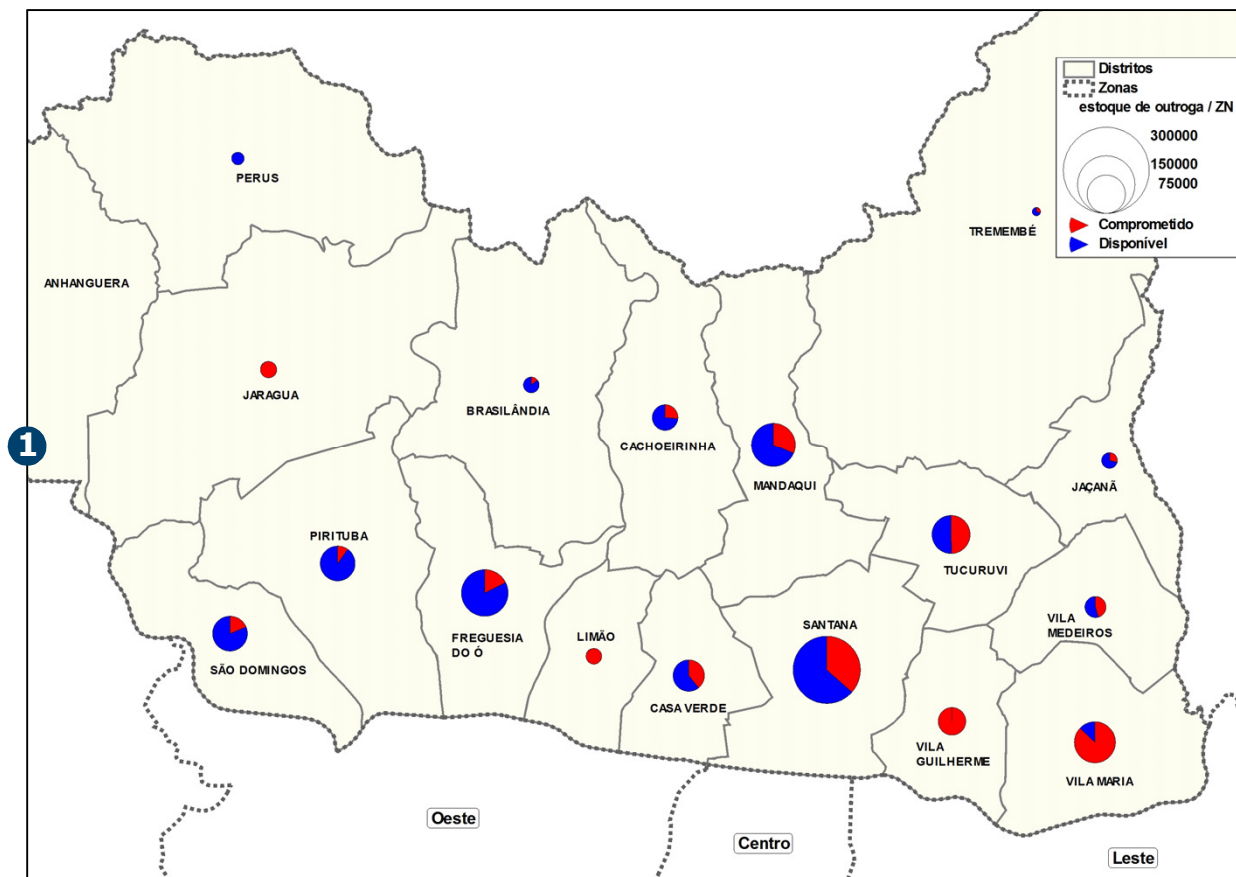 Distritos
Zonas
estoque de outroga / ZN
300000
150000
75000
Comprometido
Disponível
PERUS
TREMEMBÉ
ANHANGUERA
JARAGUA
BRASILÂNDIA
CACHOEIRINHA
1
MANDAQUI
JAÇANÃ
PIRITUBA
TUCURUVI
VILA
MEDEIROS
SANTANA
FREGUESIA
DO Ó
LIMÃO
SÃO DOMINGOS
CASA VERDE
VILA
GUILHERME
VILA MARIA
Oeste
Centro
Leste